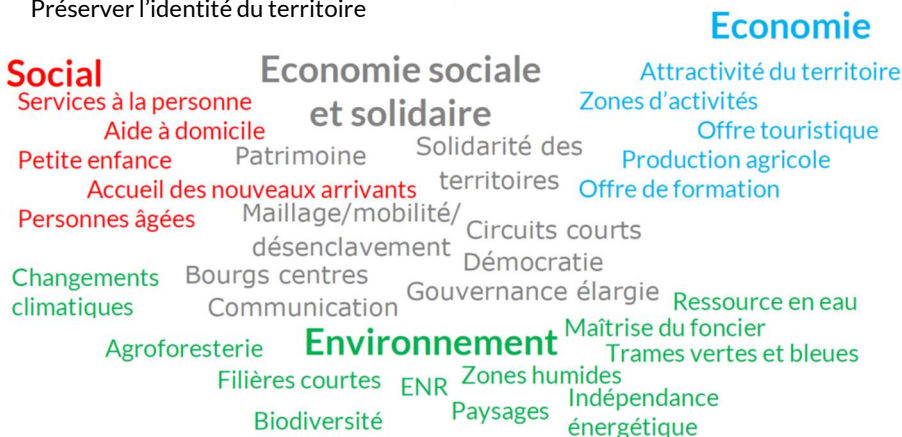 Préserver l'identité du territoire
Economie
Social
Economie sociale
et solidaire
Attractivité du territoire
Services à la personne
Zones d'activités
Aide à domicile
Offre touristique
Petite enfance
Patrimoine
Solidarité des
territoires
Production agricole
Accueil des nouveaux arrivants
Offre de formation
Personnes âgées
Maillage/mobilité/
désenclavement
Circuits courts
Démocratie
Changements
climatiques
Bourgs centres
Gouvernance élargie
Communication
Ressource en eau
Environnement
Maîtrise du foncier
Agroforesterie
Trames vertes et bleues
Filières courtes
ENR
Zones humides
Biodiversité
Paysages
Indépendance
énergétique